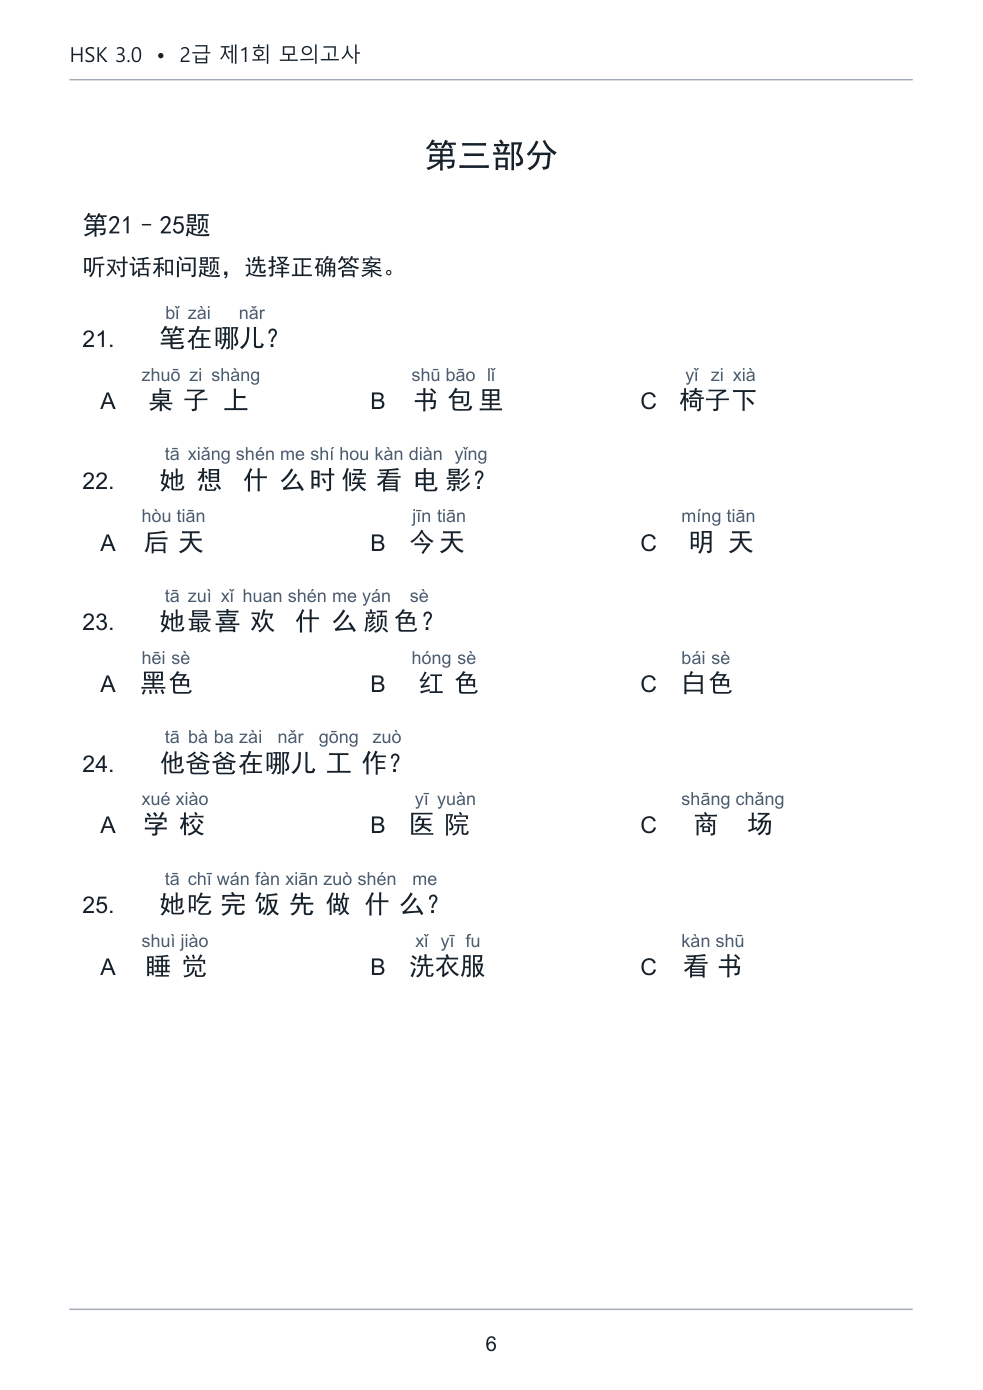 HSK 3.0 • 2급 제1회 모의고사
第三部分
第21－25题
听对话和问题，选择正确答案。
bǐ zài nǎr
21. 笔在哪儿？
zhuō zi shàng shū bāo lǐ yǐ zi xià
A 桌子上 B 书包里 C 椅子下
tā xiǎng shén me shí hou kàn diàn yǐng
22. 她想什么时候看电影？
hòu tiān jīn tiān míng tiān
A 后天 B 今天 C 明天
tā zuì xǐ huan shén me yán sè
23. 她最喜欢什么颜色？
hēi sè hóng sè bái sè
A 黑色 B 红色 C 白色
tā bà ba zài nǎr gōng zuò
24. 他爸爸在哪儿工作？
xué xiào yī yuàn shāng chǎng
A 学校 B 医院 C 商场
tā chī wán fàn xiān zuò shén me
25. 她吃完饭先做什么？
shuì jiào xǐ yī fu kàn shū
A 睡觉 B 洗衣服 C 看书
6